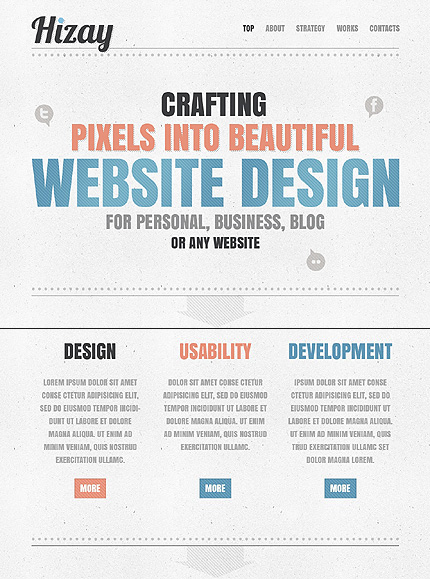 Hizay
TOP ABOUT STRATEGY WORKS CONTACTS
CRAFTING
PIXELS INTO BEAUTIFUL
WEBSITE DESIGN
FOR PERSONAL, BUSINESS, BLOG
OR ANY WEBSITE
DESIGN
LOREM IPSUM DOLOR SIT AMET
CONSECTETUR ADIPISICING ELIT,
SED DO EIUSMOD TEMPOR INCIDI-
DUNT UT LABORE ET DOLORE
MAGNA ALIQUA. UT ENIM AD
MINIM VENIAM, QUIS NOSTRUD
EXERCITATION ULLAMC.
MORE
USABILITY
IPSUM DOLOR SIT AMET CONSE CTETUR
ADIPISICING ELIT, SED DO EIUSMOD
TEMPOR INCIDIDUNT UT LABORE ET
DOLORE MAGNA ALIQUA. UT ENIM
AD MINIM VENIAM, QUIS NOSTRUD
EXERCITATION ULLAMC.
MORE
DEVELOPMENT
IPSUM DOLOR SIT AMET CONSE
CTETUR ADIPISICING ELIT, SED DO
EIUSMOD TEMPOR INCIDIDUNT UT
LABORE ET DOLORE MAGNA ALIQUA.
UT ENIM AD MINIM VENIAM, QUIS NOS
TRUD EXERCITATION ULLAMC SET
DOLOR MAGNA LOREM.
MORE